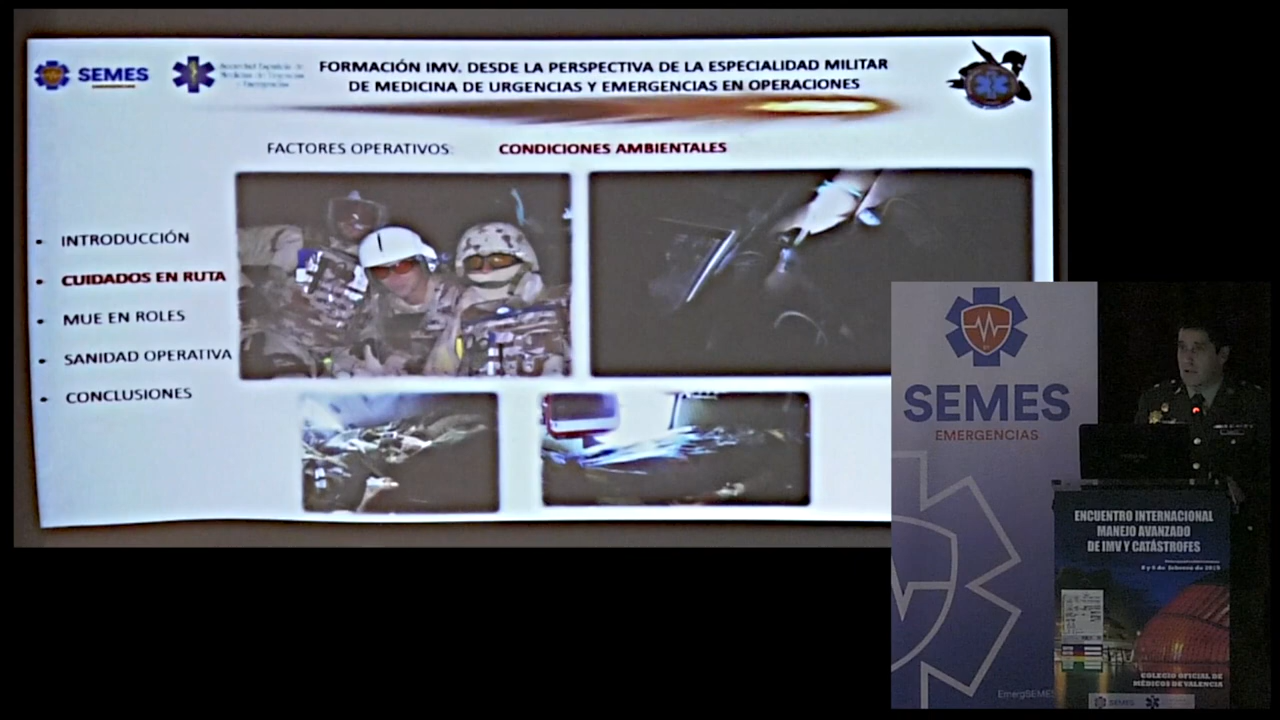 SEMES
FORMACIÓN IMV. DESDE LA PERSPECTIVA DE LA ESPECIALIDAD MILITAR
DE MEDICINA DE URGENCIAS Y EMERGENCIAS EN OPERACIONES
FACTORES OPERATIVOS: CONDICIONES AMBIENTALES
• INTRODUCCIÓN
• CUIDADOS EN RUTA
• MUE EN ROLES
• SANIDAD OPERATIVA
• CONCLUSIONES
SEMES
EMERGENCIAS
EmergSEMES
ENCUENTRO INTERNACIONAL
MANEJO AVANZADO
DE IMV Y CATÁSTROFES
COLEGIO OFICIAL DE
MÉDICOS DE VALENCIA
SEMES